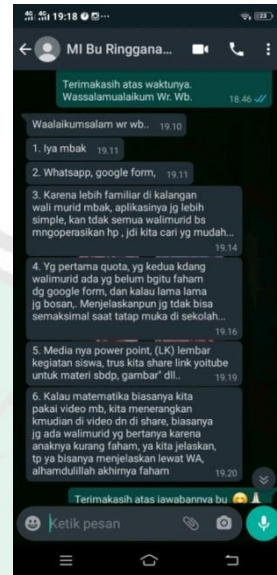 19:18
MI Bu Ringgana...
Terimakasih atas waktunya.
Wassalamualaikum Wr. Wb.
18.46
Waalaikumsalam wr wb.. 19.10
1. Iya mbak 19.11
2. Whatsapp, google form, 19.11
3. Karena lebih familiar di kalangan
wali murid mbak, aplikasinya jg lebih
simple, kan tdak semua walimurid bs
mngoperasikan hp , jdi kita cari yg mudah...
19.14
4. Yg pertama quota, yg kedua kdang
walimurid ada yg belum bgitu faham
dg google form, dan kalau lama lama
jg bosan,. Menjelaskanpun jg tdak bisa
semaksimal saat tatap muka di sekolah...
19.16
5. Media nya power point, (LK) lembar
kegiatan siswa, trus kita share link yoitube
untuk materi sbdp, gambar" dll.. 19.19
6. Kalau matematika biasanya kita
pakai video mb, kita menerangkan
kmudian di video dn di share, biasanya
jg ada walimurid yg bertanya karena
anaknya kurang faham, ya kita jelaskan,
tp ya bisanya menjelaskan lewat WA,
alhamdulillah akhirnya faham 19.20
Terimakasih atas jawabannya bu
Ketik pesan